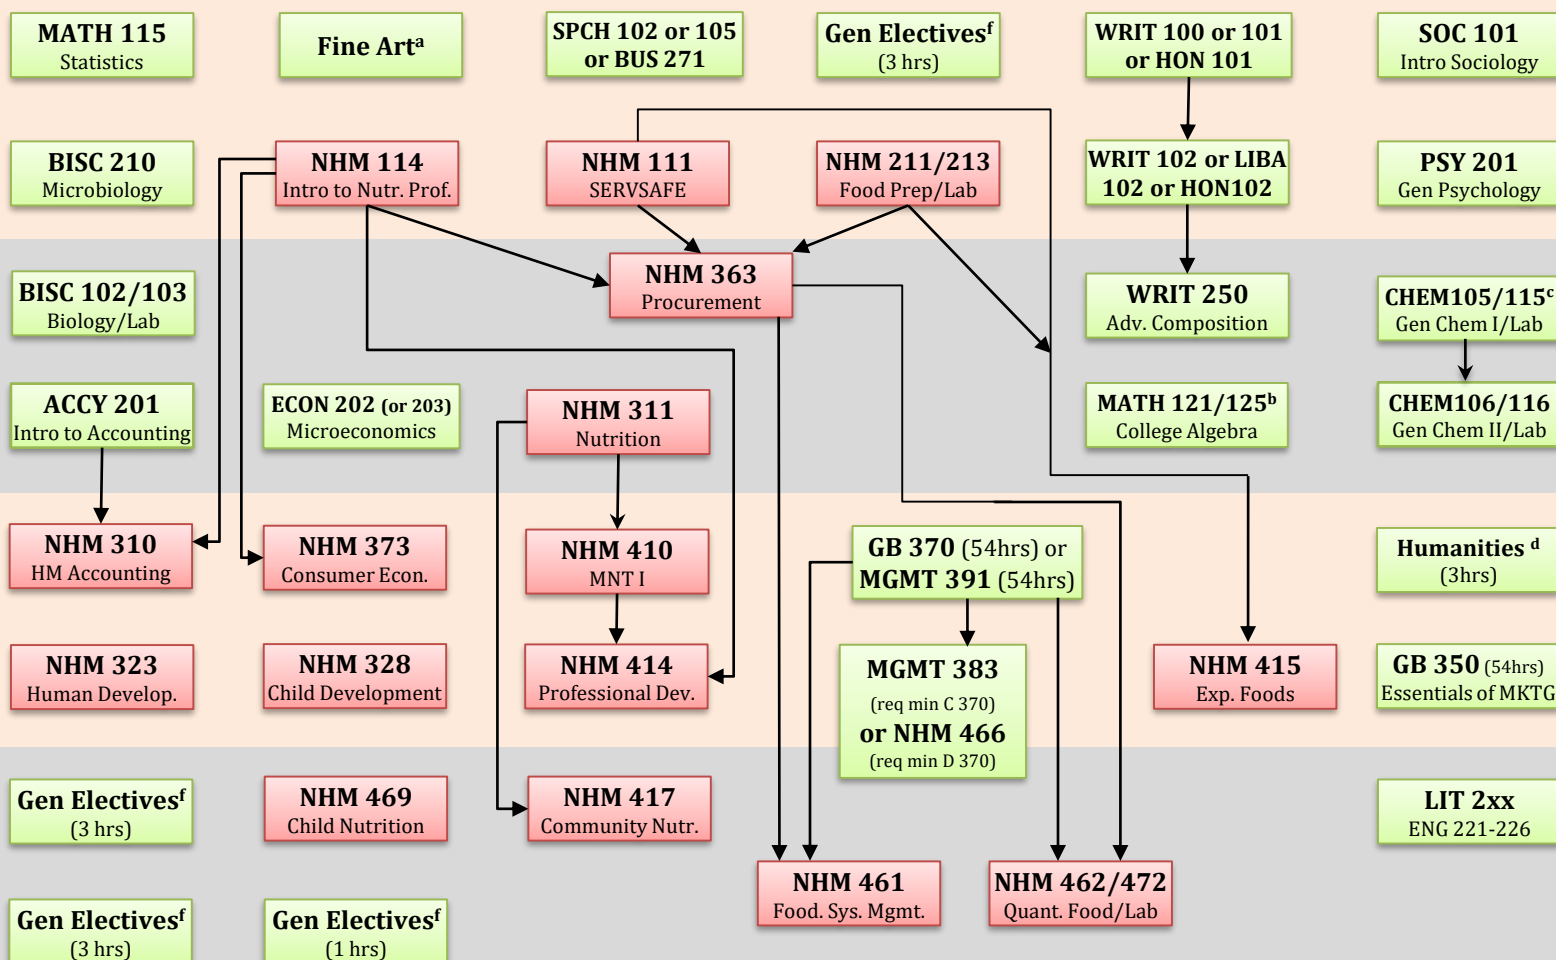 MATH 115
Statistics
Fine Artᵃ
SPCH 102 or 105
or BUS 271
Gen Electivesᶠ
(3 hrs)
WRIT 100 or 101
or HON 101
SOC 101
Intro Sociology
BISC 210
Microbiology
NHM 114
Intro to Nutr. Prof.
NHM 111
SERVSAFE
NHM 211/213
Food Prep/Lab
WRIT 102 or LIBA
102 or HON102
PSY 201
Gen Psychology
BISC 102/103
Biology/Lab
NHM 363
Procurement
WRIT 250
Adv. Composition
CHEM105/115ᶜ
Gen Chem I/Lab
ACCY 201
Intro to Accounting
ECON 202 (or 203)
Microeconomics
NHM 311
Nutrition
MATH 121/125ᵇ
College Algebra
CHEM106/116
Gen Chem II/Lab
NHM 310
HM Accounting
NHM 373
Consumer Econ.
NHM 410
MNT I
GB 370 (54hrs) or
MGMT 391 (54hrs)
Humanities ᵈ
(3hrs)
NHM 323
Human Develop.
NHM 328
Child Development
NHM 414
Professional Dev.
MGMT 383
(req min C 370)
or NHM 466
(req min D 370)
NHM 415
Exp. Foods
GB 350 (54hrs)
Essentials of MKTG
Gen Electivesᶠ
(3 hrs)
NHM 469
Child Nutrition
NHM 417
Community Nutr.
LIT 2xx
ENG 221-226
NHM 461
Food. Sys. Mgmt.
NHM 462/472
Quant. Food/Lab
Gen Electivesᶠ
(3 hrs)
Gen Electivesᶠ
(1 hrs)